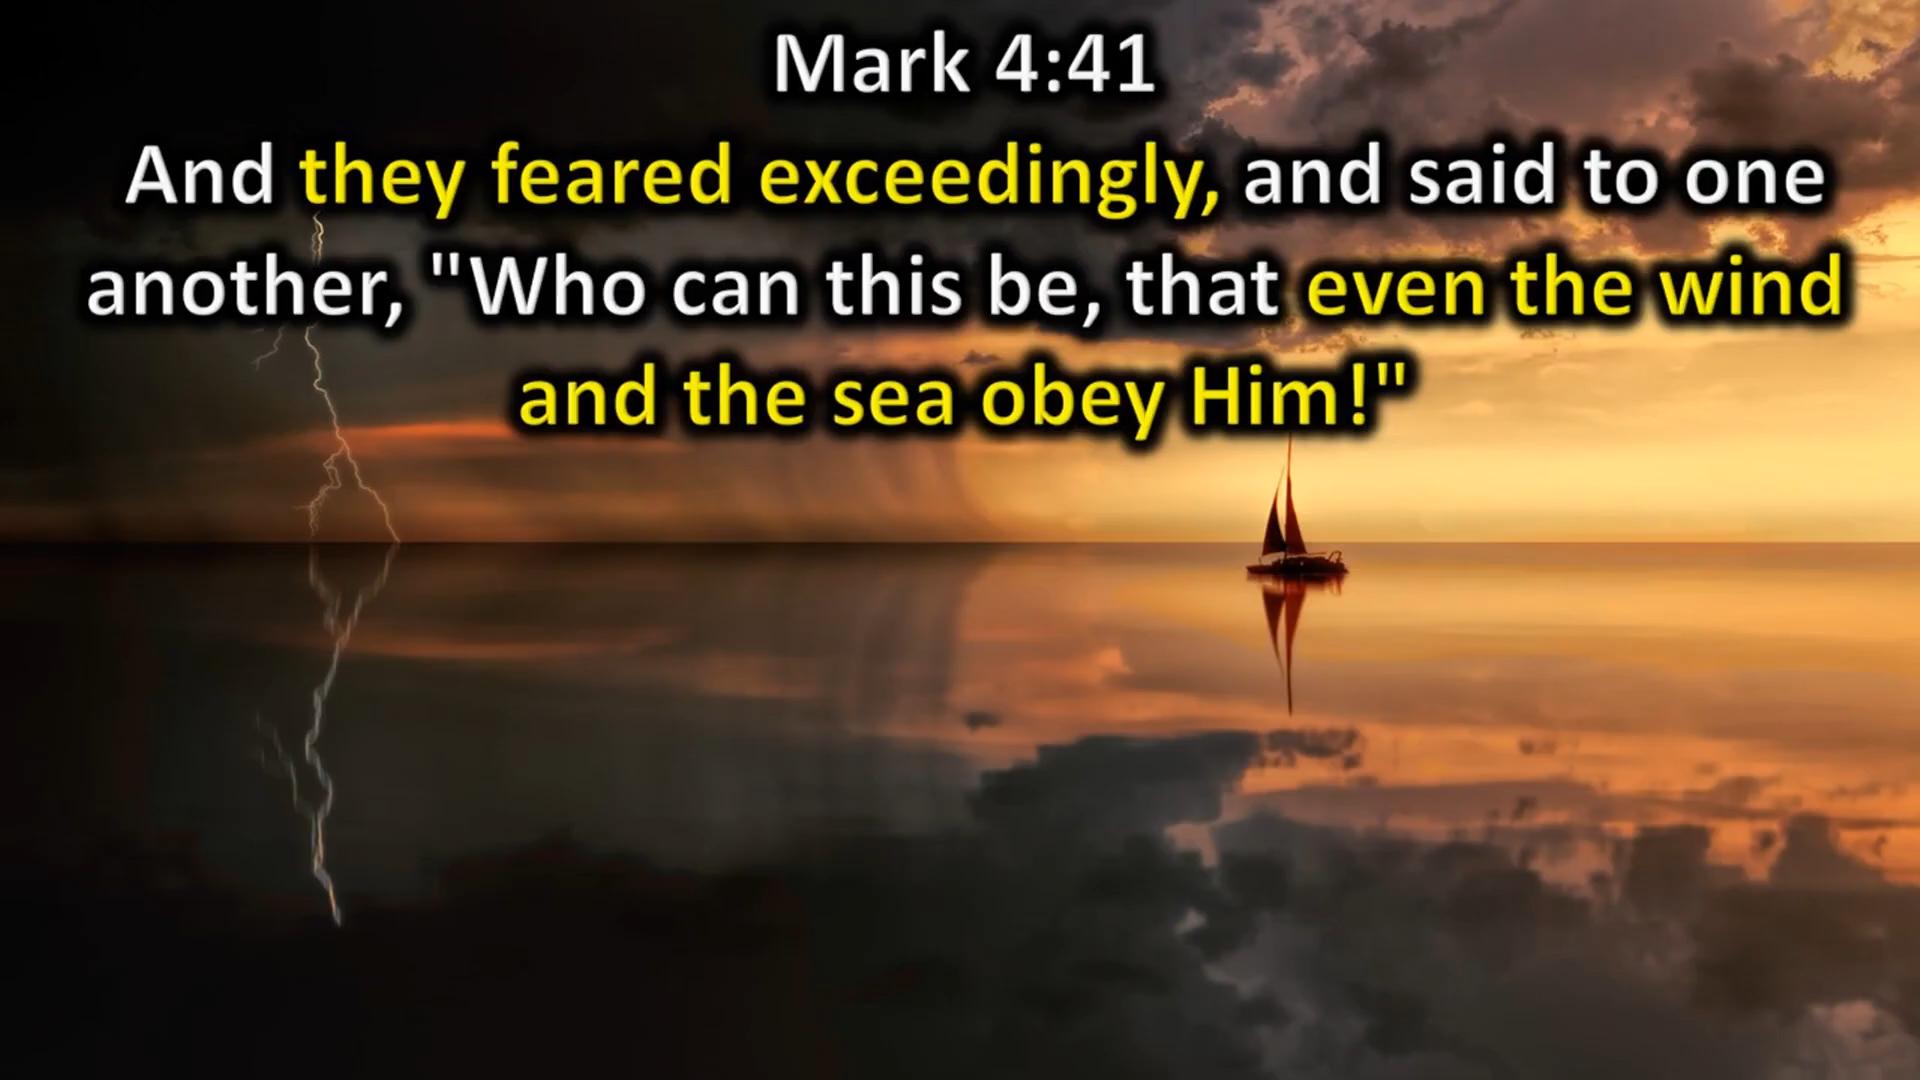 Mark 4:41
And they feared exceedingly, and said to one
another, "Who can this be, that even the wind
and the sea obey Him!"